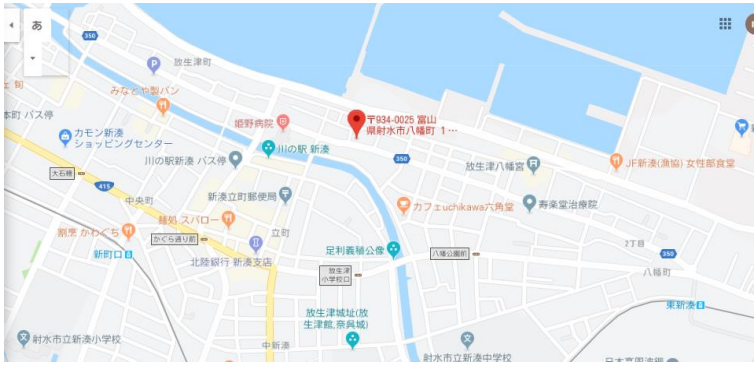 あ
350
放生津町
旬
みなとや製パン
本町 バス停
姫野病院
〒934-0025 富山
県射水市八幡町 1 …
カモン新湊
ショッピングセンター
川の駅 新湊
川の駅新湊 バス停
350
放生津八幡宮
JF新湊(漁協) 女性部食堂
大石橋
415
中央町
新湊立町郵便局
カフェuchikawa六角堂
寿楽堂治療院
麺処 スパロー
割烹 かわぐち
かぐら通り前
立町
新町口
北陸銀行 新湊支店
足利義稙公像
八幡公園前
2丁目
350
放生津
小学校口
八幡町
東新湊
放生津城址(放
生津館,奈呉城)
射水市立新湊小学校
中新湊
射水市立新湊中学校